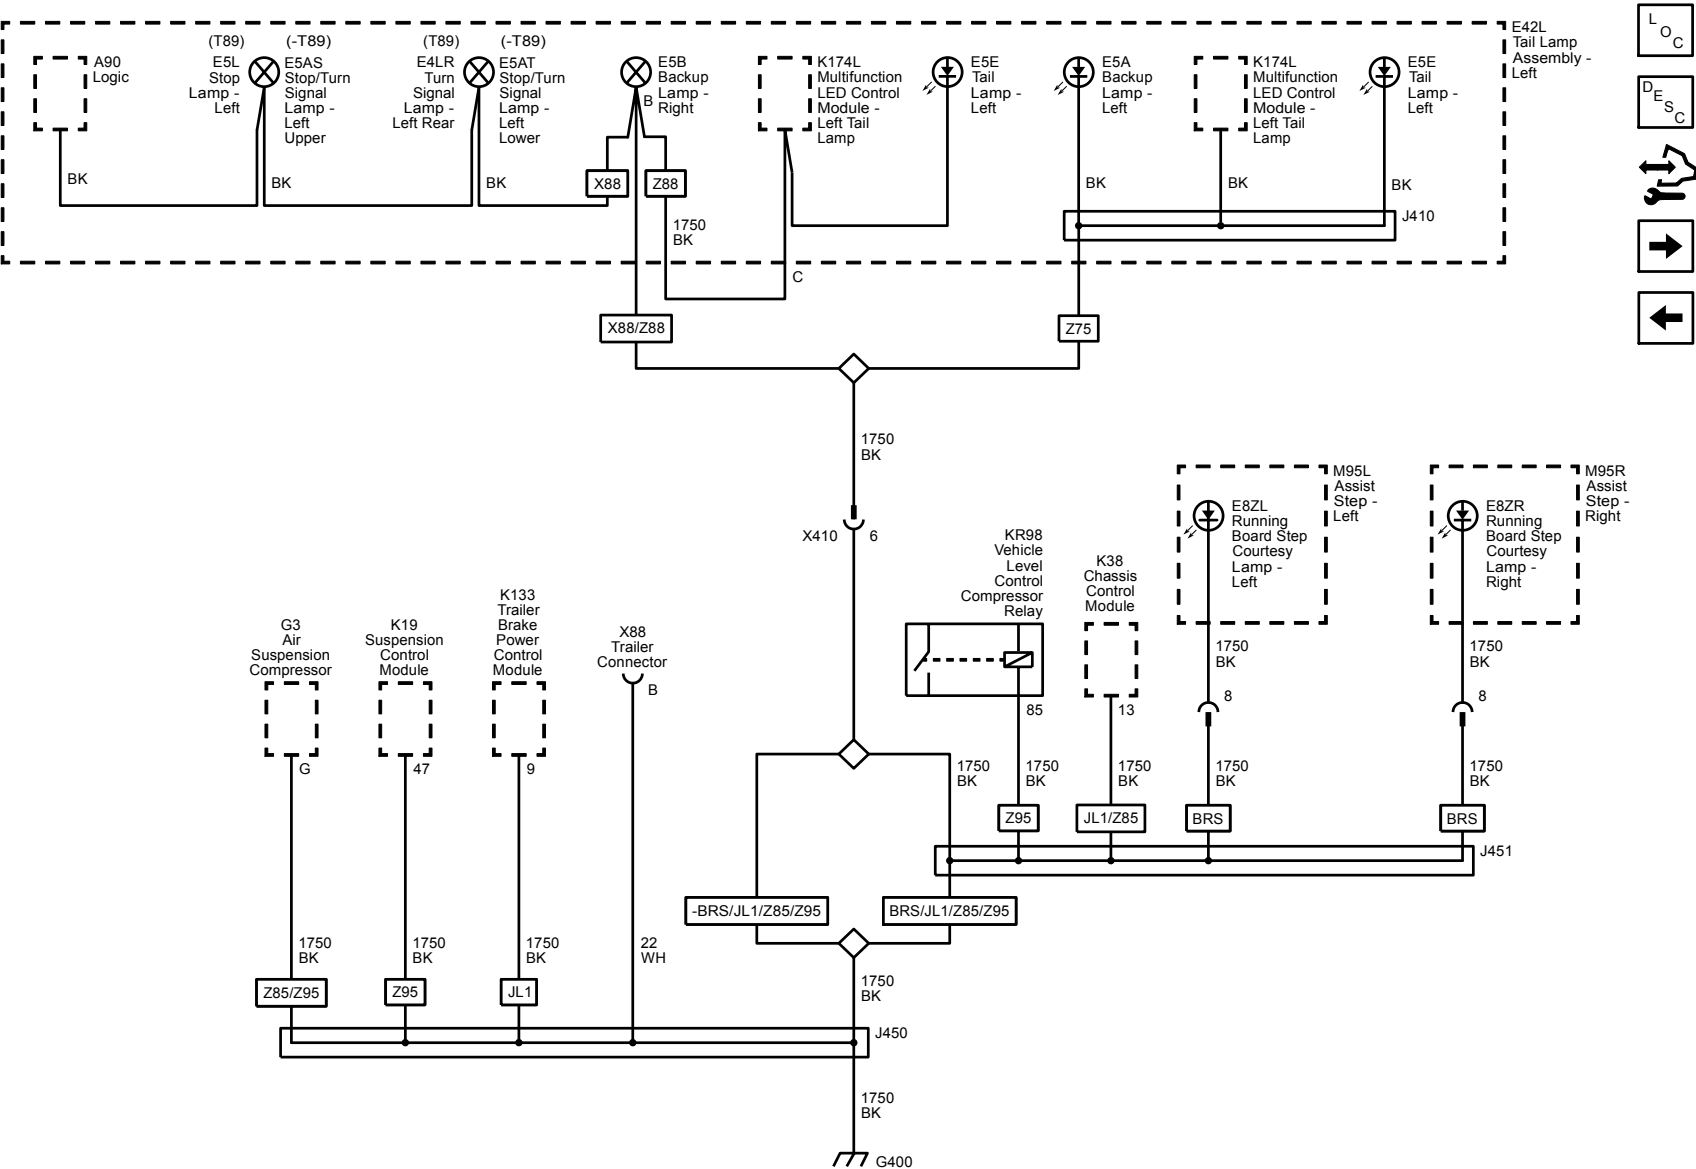 A90
Logic
(T89)
E5L
Stop
Lamp -
Left
(-T89)
E5AS
Stop/Turn
Signal
Lamp -
Left
Upper
(T89)
E4LR
Turn
Signal
Lamp -
Left Rear
(-T89)
E5AT
Stop/Turn
Signal
Lamp -
Left
Lower
E5B
Backup
Lamp -
Right
B
K174L
Multifunction
LED Control
Module -
Left Tail
Lamp
E5E
Tail
Lamp -
Left
E5A
Backup
Lamp -
Left
K174L
Multifunction
LED Control
Module -
Left Tail
Lamp
E5E
Tail
Lamp -
Left
E42L
Tail Lamp
Assembly -
Left
LOC
DESC
BK
BK
BK
X88
Z88
BK
BK
BK
1750
BK
J410
C
X88/Z88
Z75
1750
BK
X410
6
M95L
Assist
Step -
Left
E8ZL
Running
Board Step
Courtesy
Lamp -
Left
M95R
Assist
Step -
Right
E8ZR
Running
Board Step
Courtesy
Lamp -
Right
KR98
Vehicle
Level
Control
Compressor
Relay
K38
Chassis
Control
Module
G3
Air
Suspension
Compressor
K19
Suspension
Control
Module
K133
Trailer
Brake
Power
Control
Module
X88
Trailer
Connector
B
1750
BK
1750
BK
8
8
85
13
G
47
9
1750
BK
1750
BK
1750
BK
1750
BK
1750
BK
Z95
JL1/Z85
BRS
BRS
J451
-BRS/JL1/Z85/Z95
BRS/JL1/Z85/Z95
1750
BK
1750
BK
1750
BK
22
WH
1750
BK
Z85/Z95
Z95
JL1
J450
1750
BK
G400